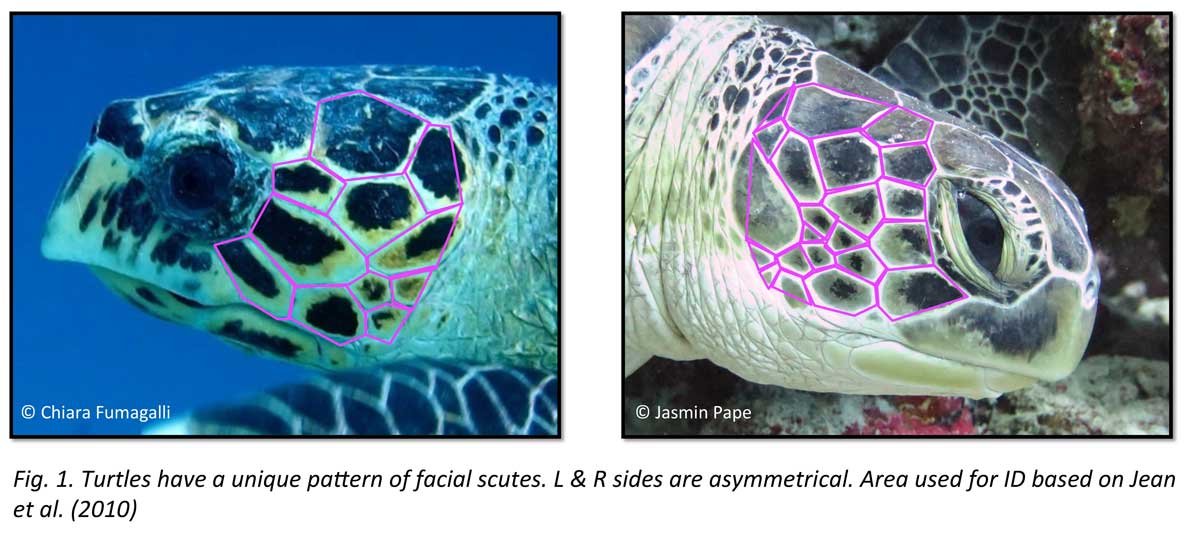 © Chiara Fumagalli
© Jasmin Pape
Fig. 1. Turtles have a unique pattern of facial scutes. L & R sides are asymmetrical. Area used for ID based on Jean
et al. (2010)